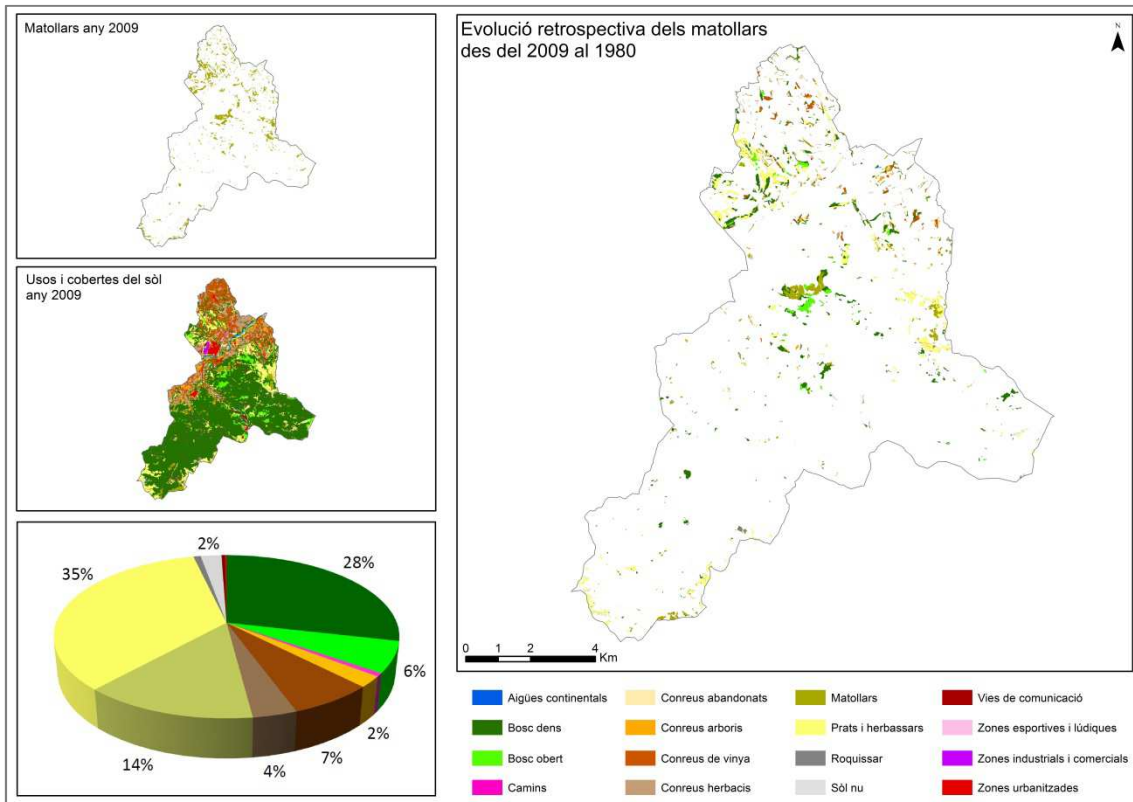 Matollars any 2009
Usos i cobertes del sòl
any 2009
2%
35%
28%
6%
2%
7%
4%
14%
Evolució retrospectiva dels matollars
des del 2009 al 1980
N
0 1 2 4
Km
Aigües continentals
Bosc dens
Bosc obert
Camins
Conreus abandonats
Conreus arboris
Conreus de vinya
Conreus herbacis
Matollars
Prats i herbassars
Roquissar
Sòl nu
Vies de comunicació
Zones esportives i lúdiques
Zones industrials i comercials
Zones urbanitzades